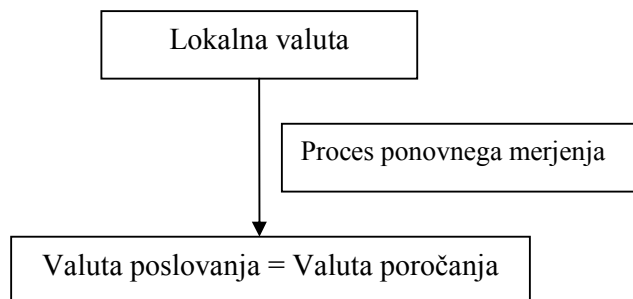 Lokalna valuta
Proces ponovnega merjenja
Valuta poslovanja = Valuta poročanja